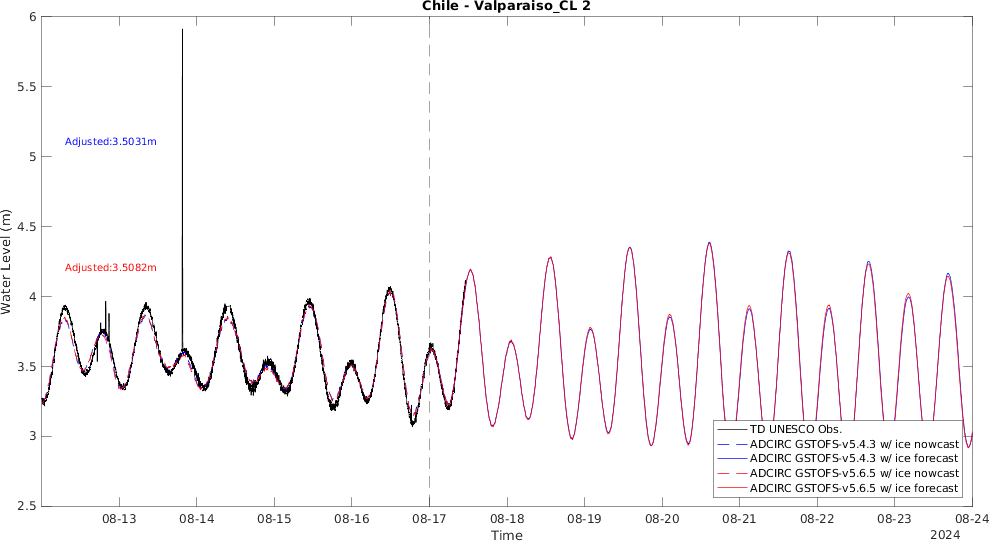 Chile - Valparaiso_CL 2
6
5.5
5
4.5
4
3.5
3
2.5
Water Level (m)
Adjusted:3.5031m
Adjusted:3.5082m
TD UNESCO Obs.
ADCIRC GSTOFS-v5.4.3 w/ ice nowcast
ADCIRC GSTOFS-v5.4.3 w/ ice forecast
ADCIRC GSTOFS-v5.6.5 w/ ice nowcast
ADCIRC GSTOFS-v5.6.5 w/ ice forecast
08-13 08-14 08-15 08-16 08-17 08-18 08-19 08-20 08-21 08-22 08-23 08-24
Time
2024